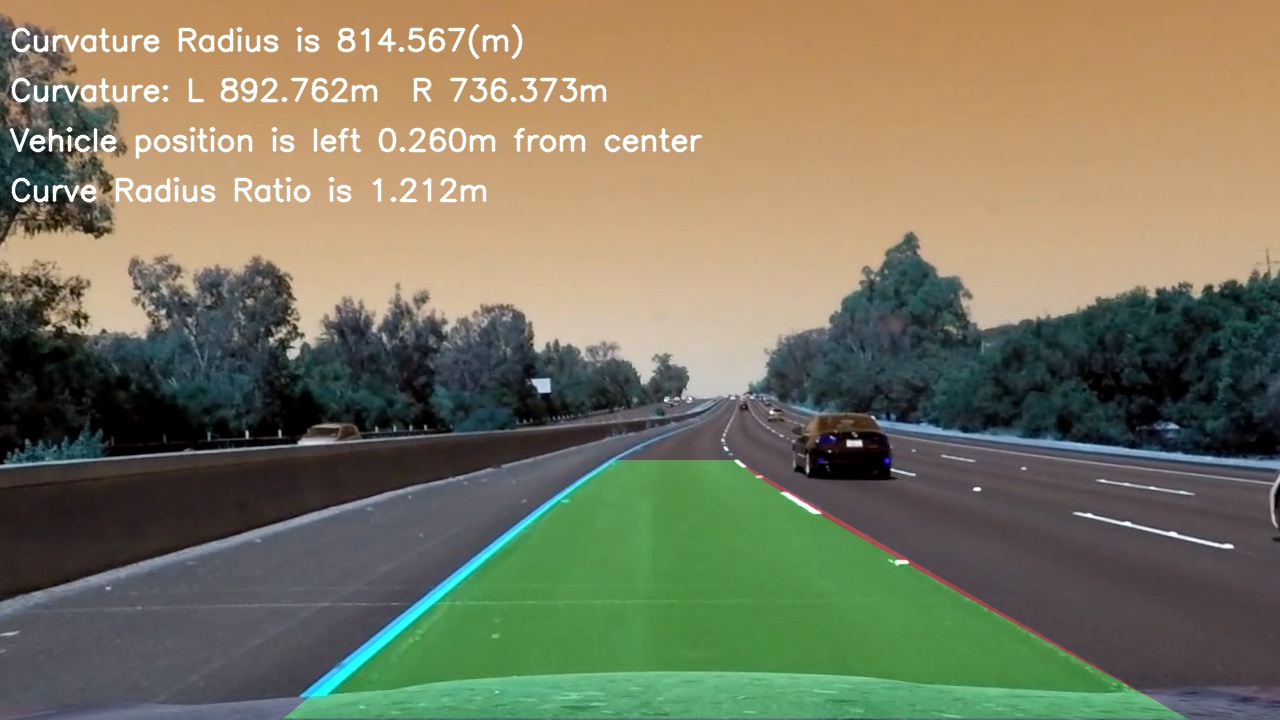 Curvature Radius is 814.567(m)
Curvature: L 892.762m R 736.373m
Vehicle position is left 0.260m from center
Curve Radius Ratio is 1.212m